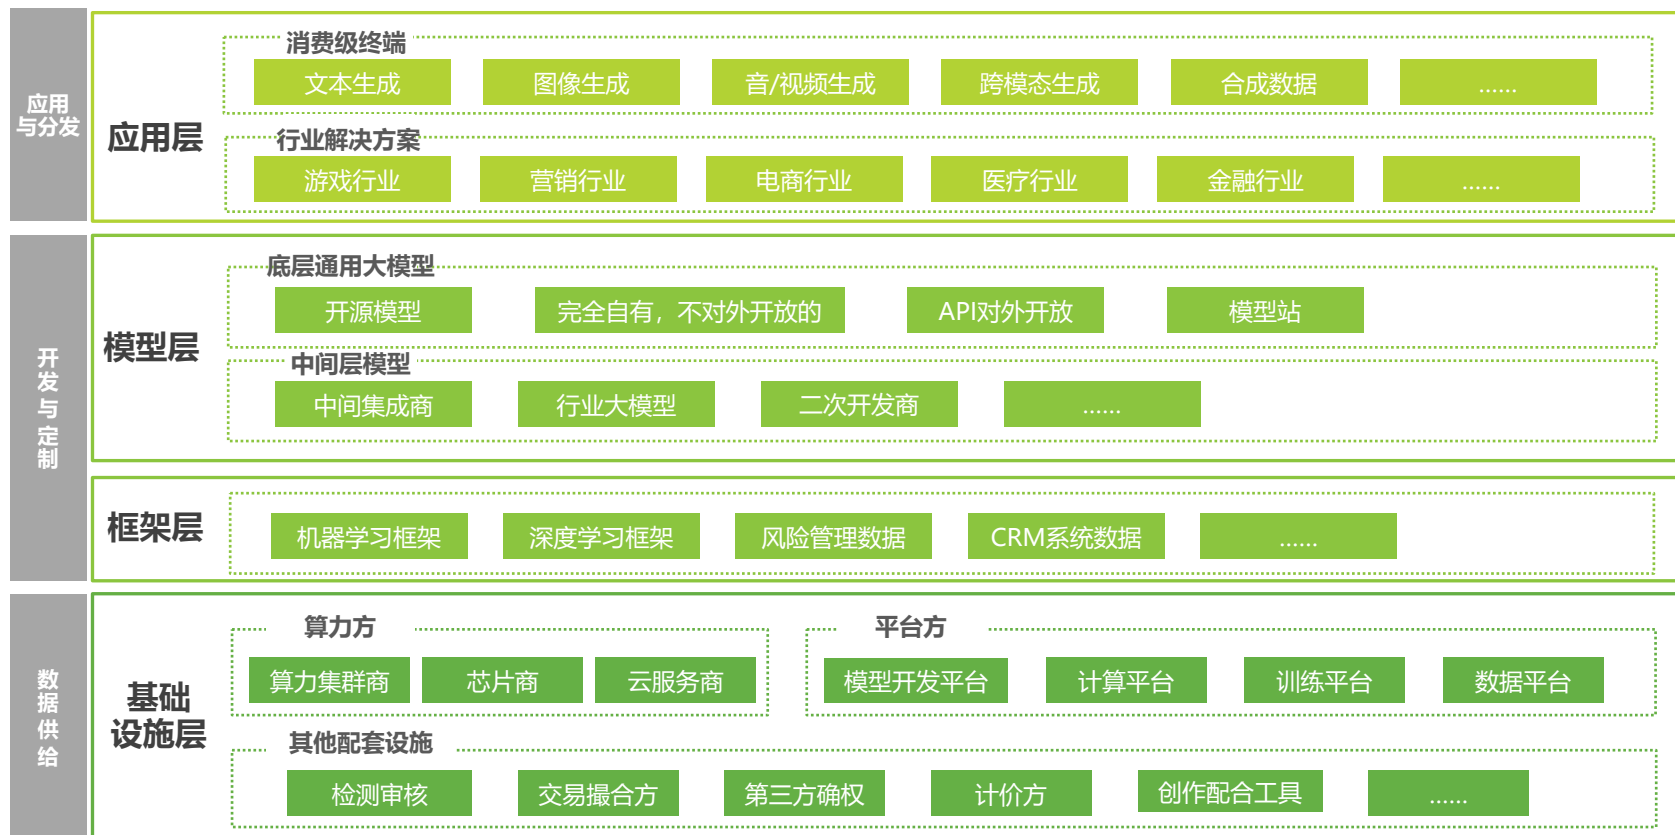 应用
与分发
应用层
消费级终端
文本生成
图像生成
音/视频生成
跨模态生成
合成数据
......
行业解决方案
游戏行业
营销行业
电商行业
医疗行业
金融行业
......
开
发
与
定
制
模型层
底层通用大模型
开源模型
完全自有，不对外开放的
API对外开放
模型站
中间层模型
中间集成商
行业大模型
二次开发商
......
框架层
机器学习框架
深度学习框架
风险管理数据
CRM系统数据
......
数
据
供
给
基础
设施层
算力方
算力集群商
芯片商
云服务商
平台方
模型开发平台
计算平台
训练平台
数据平台
其他配套设施
检测审核
交易撮合方
第三方确权
计价方
创作配合工具
......